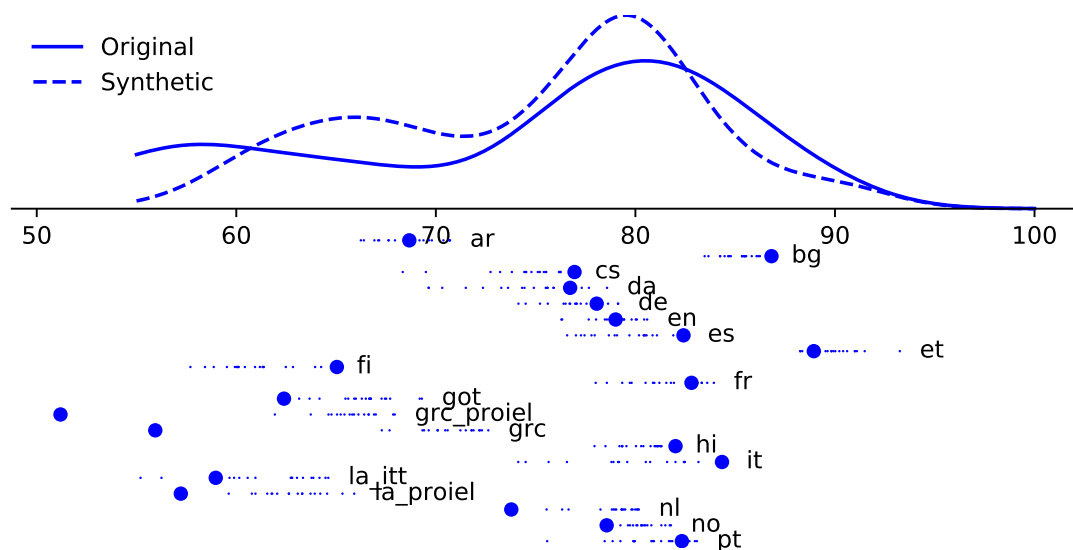 Original
Synthetic
50 60 70 80 90 100
ar
bg
cs
da
de
en
es
et
fi
fr
got
grc_proiel
grc
hi
it
la_itt
la_proiel
nl
no
pt